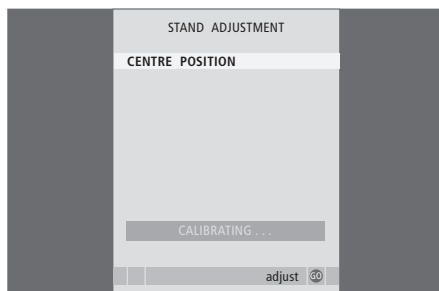 STAND ADJUSTMENT
CENTRE POSITION
CALIBRATING . . .
adjust GO